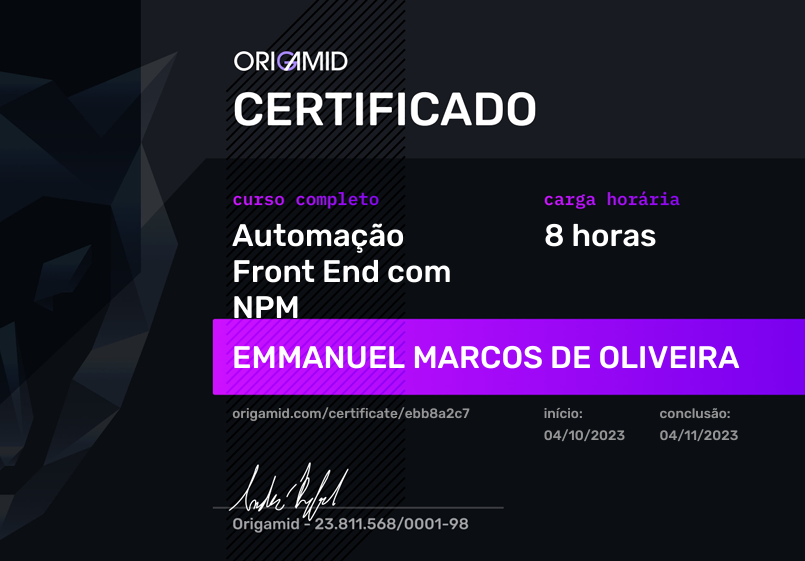 ORIGAMID
CERTIFICADO
curso completo
Automação
Front End com
NPM
carga horária
8 horas
EMMANUEL MARCOS DE OLIVEIRA
origamid.com/certificate/ebb8a2c7
início:
04/10/2023
conclusão:
04/11/2023
Origamid - 23.811.568/0001-98